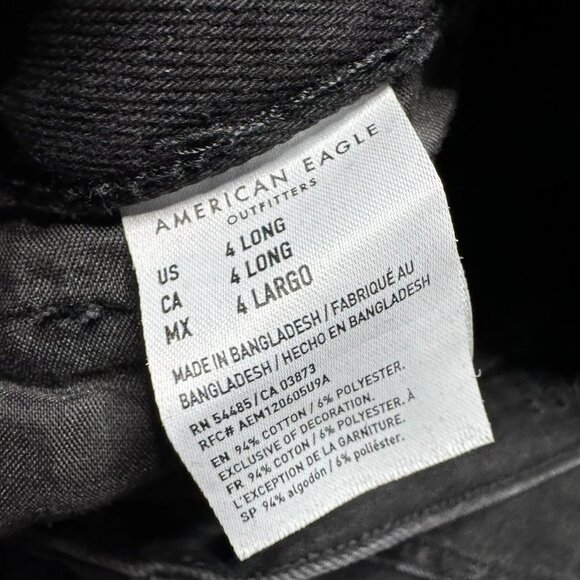 AMERICAN EAGLE
OUTFITTERS
US 4 LONG
CA 4 LONG
MX 4 LARGO
MADE IN BANGLADESH / FABRIQUÉ AU
BANGLADESH / HECHO EN BANGLADESH
RN 54485 / CA 03873
RFC# AEM120605U9A
EN 94% COTTON / 6% POLYESTER.
EXCLUSIVE OF DECORATION.
FR 94% COTON / 6% POLYESTER. À
L'EXCEPTION DE LA GARNITURE.
SP 94% algodón / 6% poliéster.